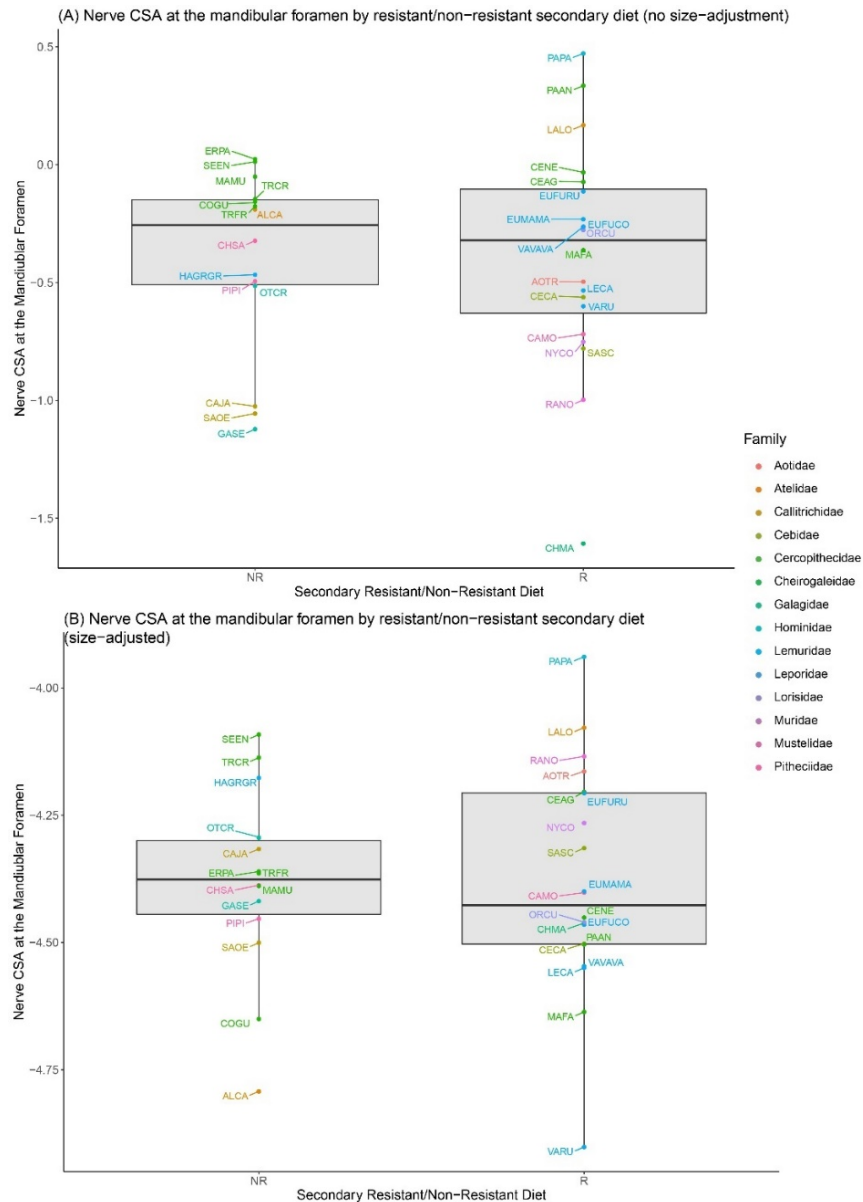 (A) Nerve CSA at the mandibular foramen by resistant/non-resistant secondary diet (no size-adjustment)
Nerve CSA at the Mandiublar Foramen
0.5
0.0
−0.5
−1.0
−1.5
ERPA
SEEN
MAMU
TRCR
COGU
TRFR
ALCA
CHSA
HAGRGR
PIPI
OTCR
CAJA
SAOE
GASE
PAPA
PAAN
LALO
CENE
CEAG
EUFURU
EUMAMA
EUFUCO
ORCU
VAVAVA
MAFA
AOTR
LECA
CECA
VARU
CAMO
NYCO
SASC
RANO
CHMA
NR
R
Secondary Resistant/Non-Resistant Diet
Family
Aotidae
Atelidae
Callitrichidae
Cebidae
Cercopithecidae
Cheirogaleidae
Galagidae
Hominidae
Lemuridae
Leporidae
Lorisidae
Muridae
Mustelidae
Pitheciidae
(B) Nerve CSA at the mandibular foramen by resistant/non-resistant secondary diet
(size-adjusted)
Nerve CSA at the Mandiublar Foramen
−4.00
−4.25
−4.50
−4.75
SEEN
TRCR
HAGRGR
OTCR
CAJA
ERPA
TRFR
CHSA
MAMU
GASE
PIPI
SAOE
COGU
ALCA
PAPA
LALO
RANO
AOTR
CEAG
EUFURU
NYCO
SASC
EUMAMA
CAMO
CENE
ORCU
EUFUCO
CHMA
PAAN
CECA
VAVAVA
LECA
MAFA
VARU
NR
R
Secondary Resistant/Non-Resistant Diet